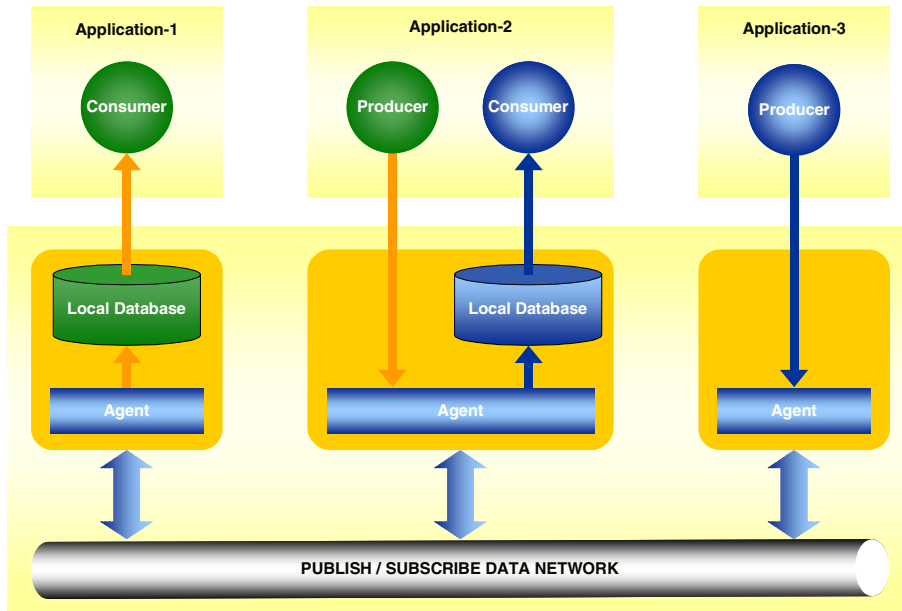 Application-1
Application-2
Application-3
Consumer
Producer
Consumer
Producer
Local Database
Local Database
Agent
Agent
Agent
PUBLISH / SUBSCRIBE DATA NETWORK